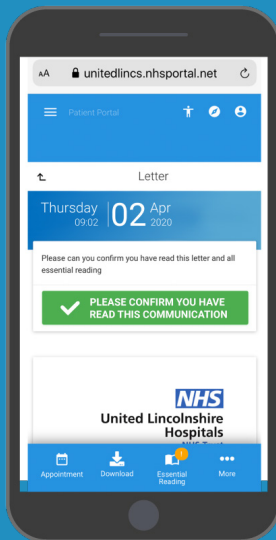 AA unitedlincs.nhsportal.net
Patient Portal
Letter
Thursday 02 Apr
09:02 2020
Please can you confirm you have read this letter and all
essential reading
PLEASE CONFIRM YOU HAVE
READ THIS COMMUNICATION
NHS
United Lincolnshire
Hospitals
NHS Trust
1
Appointment Download Essential More
Reading